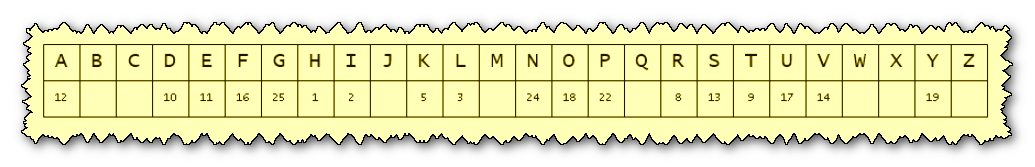 A B C D E F G H I J K L M N O P Q R S T U V W X Y Z
12 10 11 16 25 1 2 5 3 24 18 22 8 13 9 17 14 19